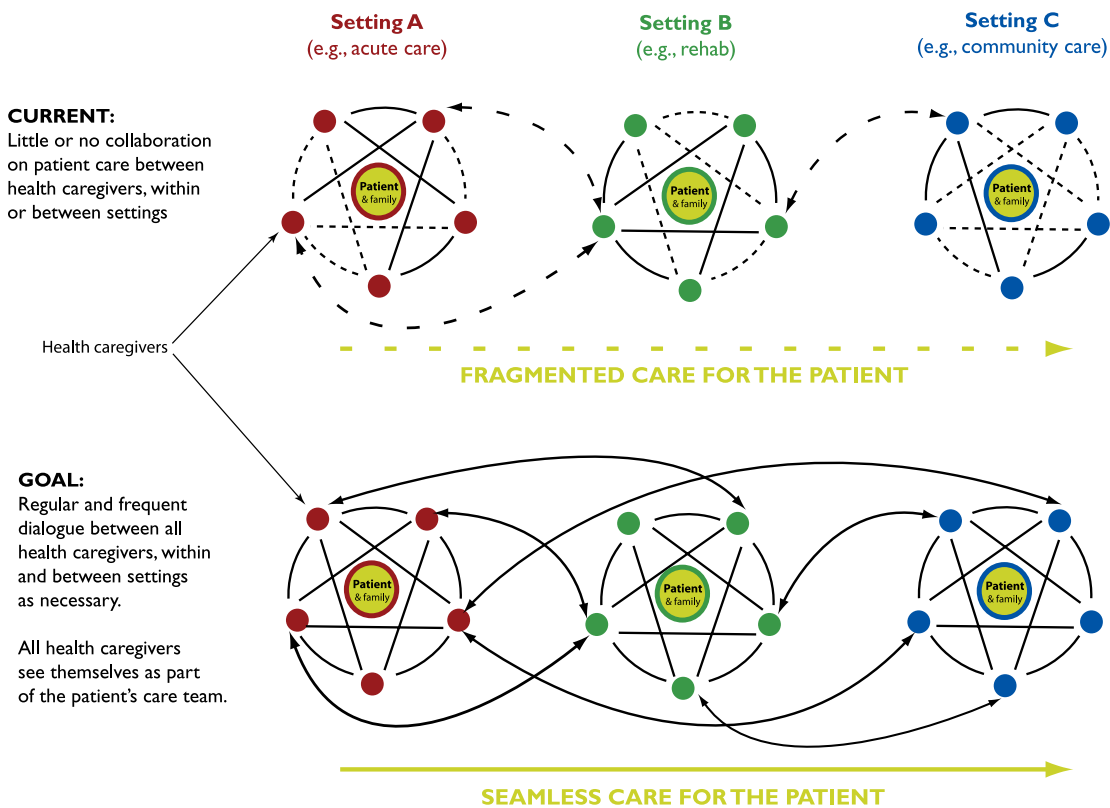 Setting A
(e.g., acute care)
Setting B
(e.g., rehab)
Setting C
(e.g., community care)
CURRENT:
Little or no collaboration
on patient care between
health caregivers, within
or between settings
Patient
& family
Patient
& family
Patient
& family
Health caregivers
FRAGMENTED CARE FOR THE PATIENT
GOAL:
Regular and frequent
dialogue between all
health caregivers, within
and between settings
as necessary.
All health caregivers
see themselves as part
of the patient’s care team.
Patient
& family
Patient
& family
Patient
& family
SEAMLESS CARE FOR THE PATIENT